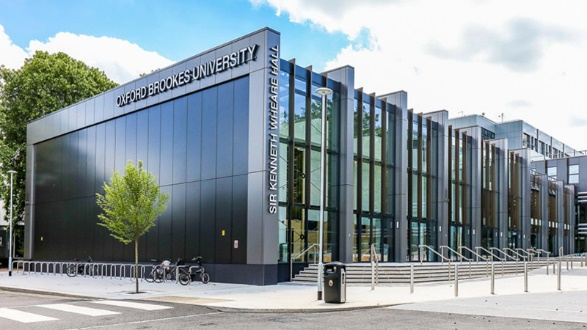 OXFORD BROOKES UNIVERSITY
SIR KENNETH WHEARE HALL